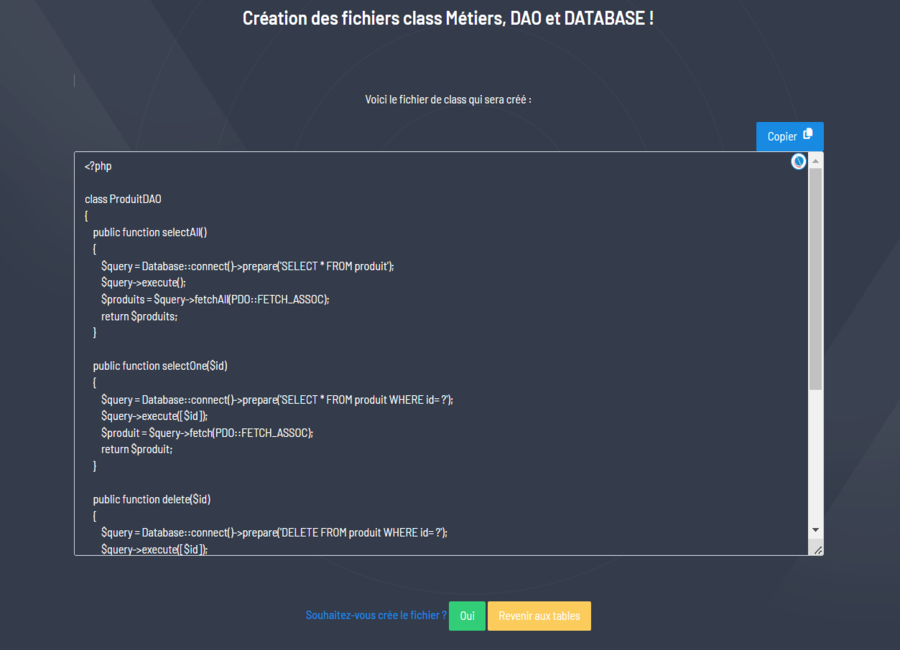 Création des fichiers class Métiers, DAO et DATABASE !
Voici le fichier de class qui sera créé :
Copier
<?php
class ProduitDAO
{
public function selectAll()
{
$query = Database::connect()->prepare('SELECT * FROM produit');
$query->execute();
$produits = $query->fetchAll(PDO::FETCH_ASSOC);
return $produits;
}
public function selectOne($id)
{
$query = Database::connect()->prepare('SELECT * FROM produit WHERE id= ?');
$query->execute([$id]);
$produit = $query->fetch(PDO::FETCH_ASSOC);
return $produit;
}
public function delete($id)
{
$query = Database::connect()->prepare('DELETE FROM produit WHERE id= ?');
$query->execute([$id]);
Souhaitez-vous crée le fichier ? Oui Revenir aux tables